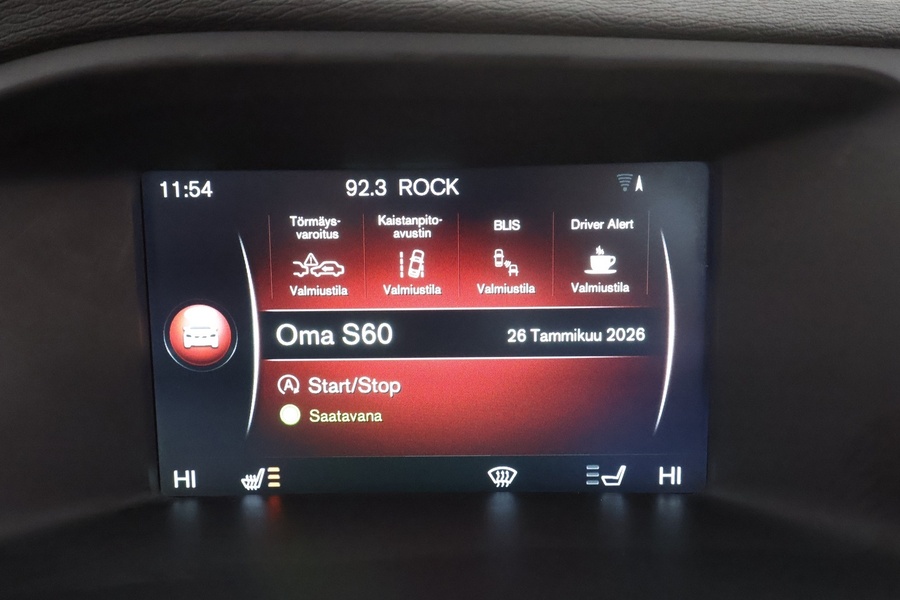 11:54
92.3 ROCK
Törmäys-
varoitus
Valmiustila
Kaistanpito-
avustin
Valmiustila
BLIS
Valmiustila
Driver Alert
Valmiustila
Oma S60
26 Tammikuu 2026
A Start/Stop
Saatavana
HI
HI